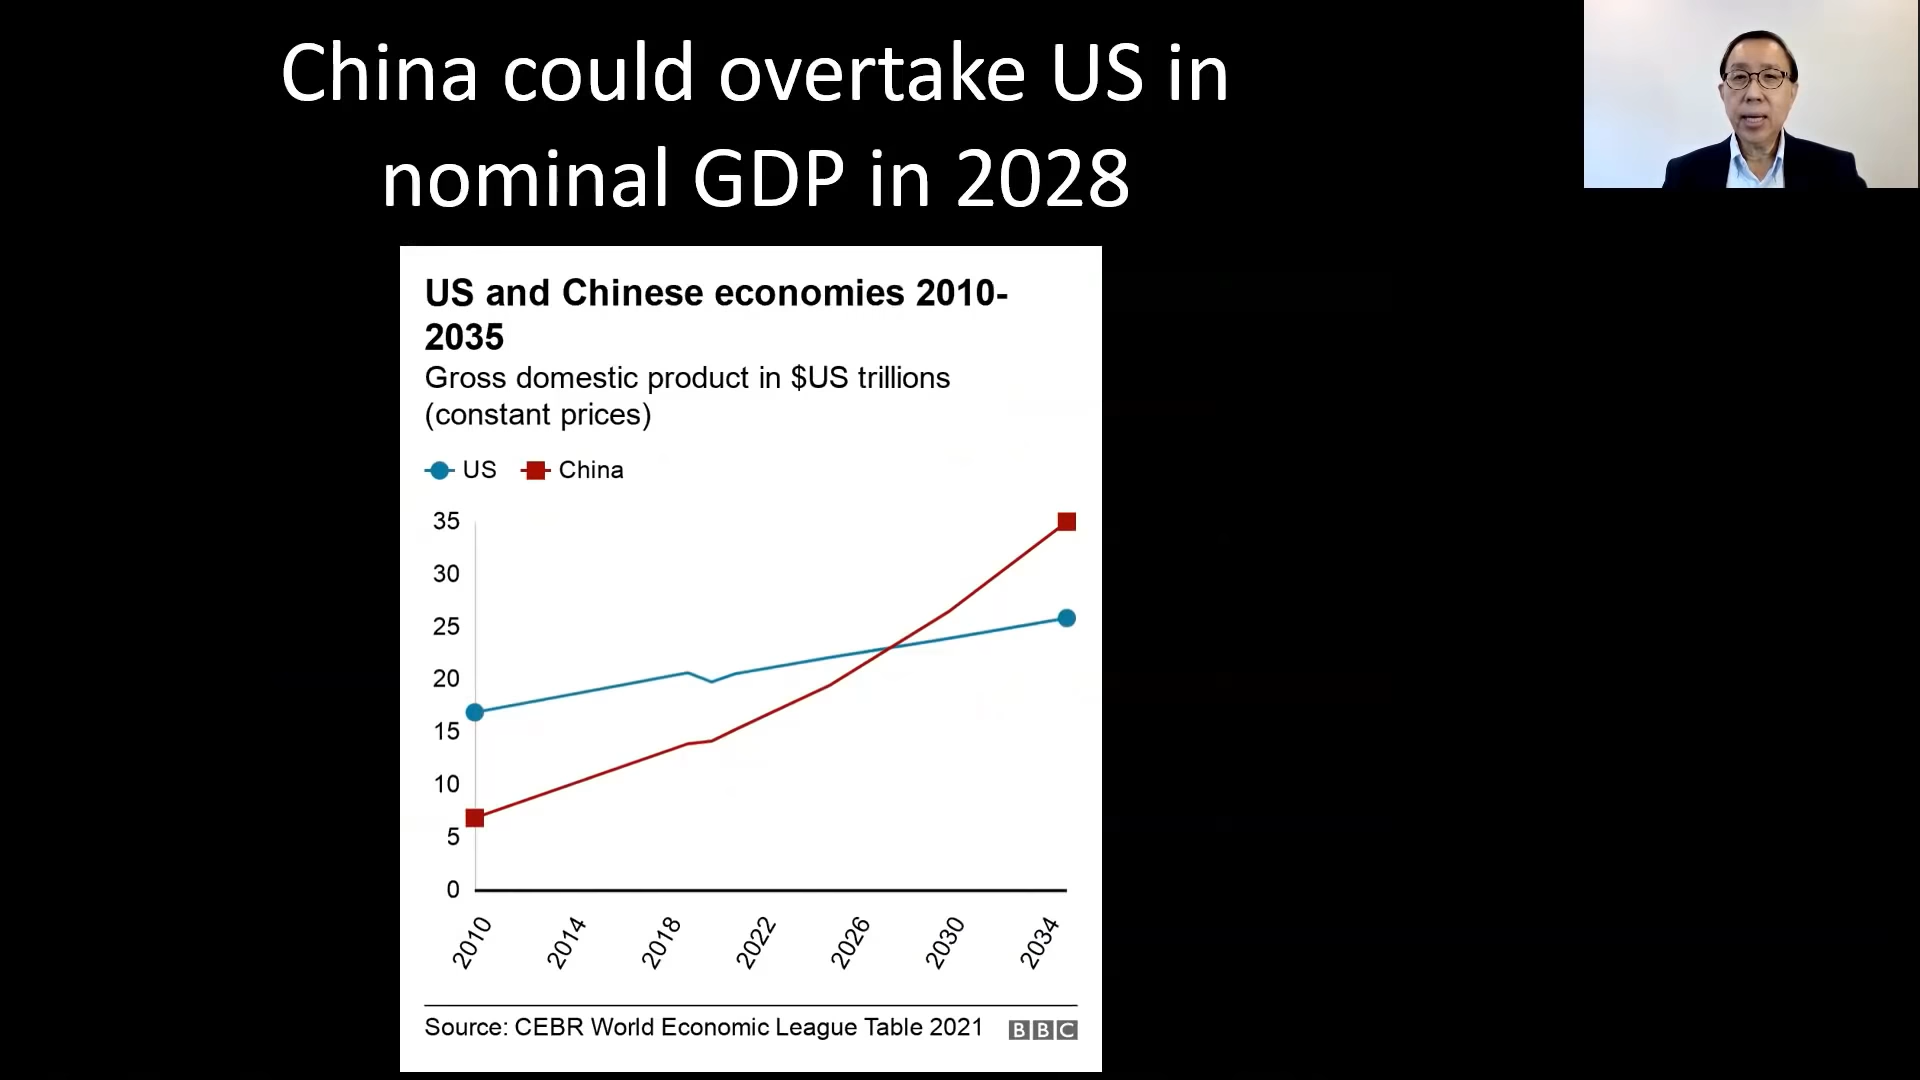 China could overtake US in
nominal GDP in 2028
US and Chinese economies 2010-
2035
Gross domestic product in $US trillions
(constant prices)
US China
35
30
25
20
15
10
5
0
2010 2014 2018 2022 2026 2030 2034
Source: CEBR World Economic League Table 2021 BBC